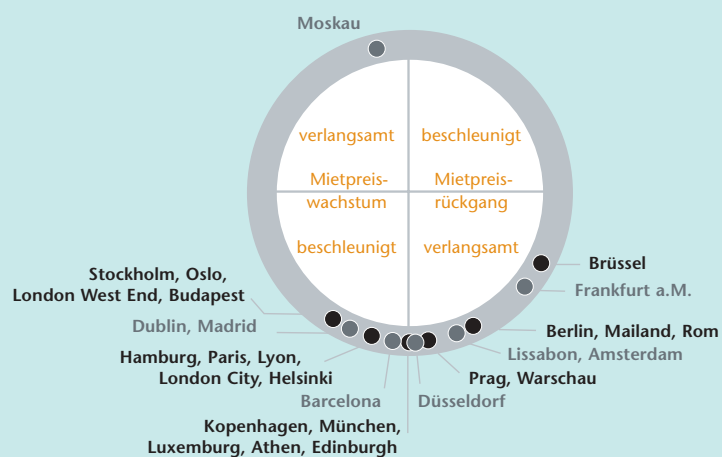 Moskau
verlangsamt
beschleunigt
Mietpreis-
wachstum
Mietpreis-
rückgang
beschleunigt
verlangsamt
Brüssel
Frankfurt a.M.
Berlin, Mailand, Rom
Lissabon, Amsterdam
Prag, Warschau
Düsseldorf
Stockholm, Oslo,
London West End, Budapest
Dublin, Madrid
Hamburg, Paris, Lyon,
London City, Helsinki
Barcelona
Kopenhagen, München,
Luxemburg, Athen, Edinburgh